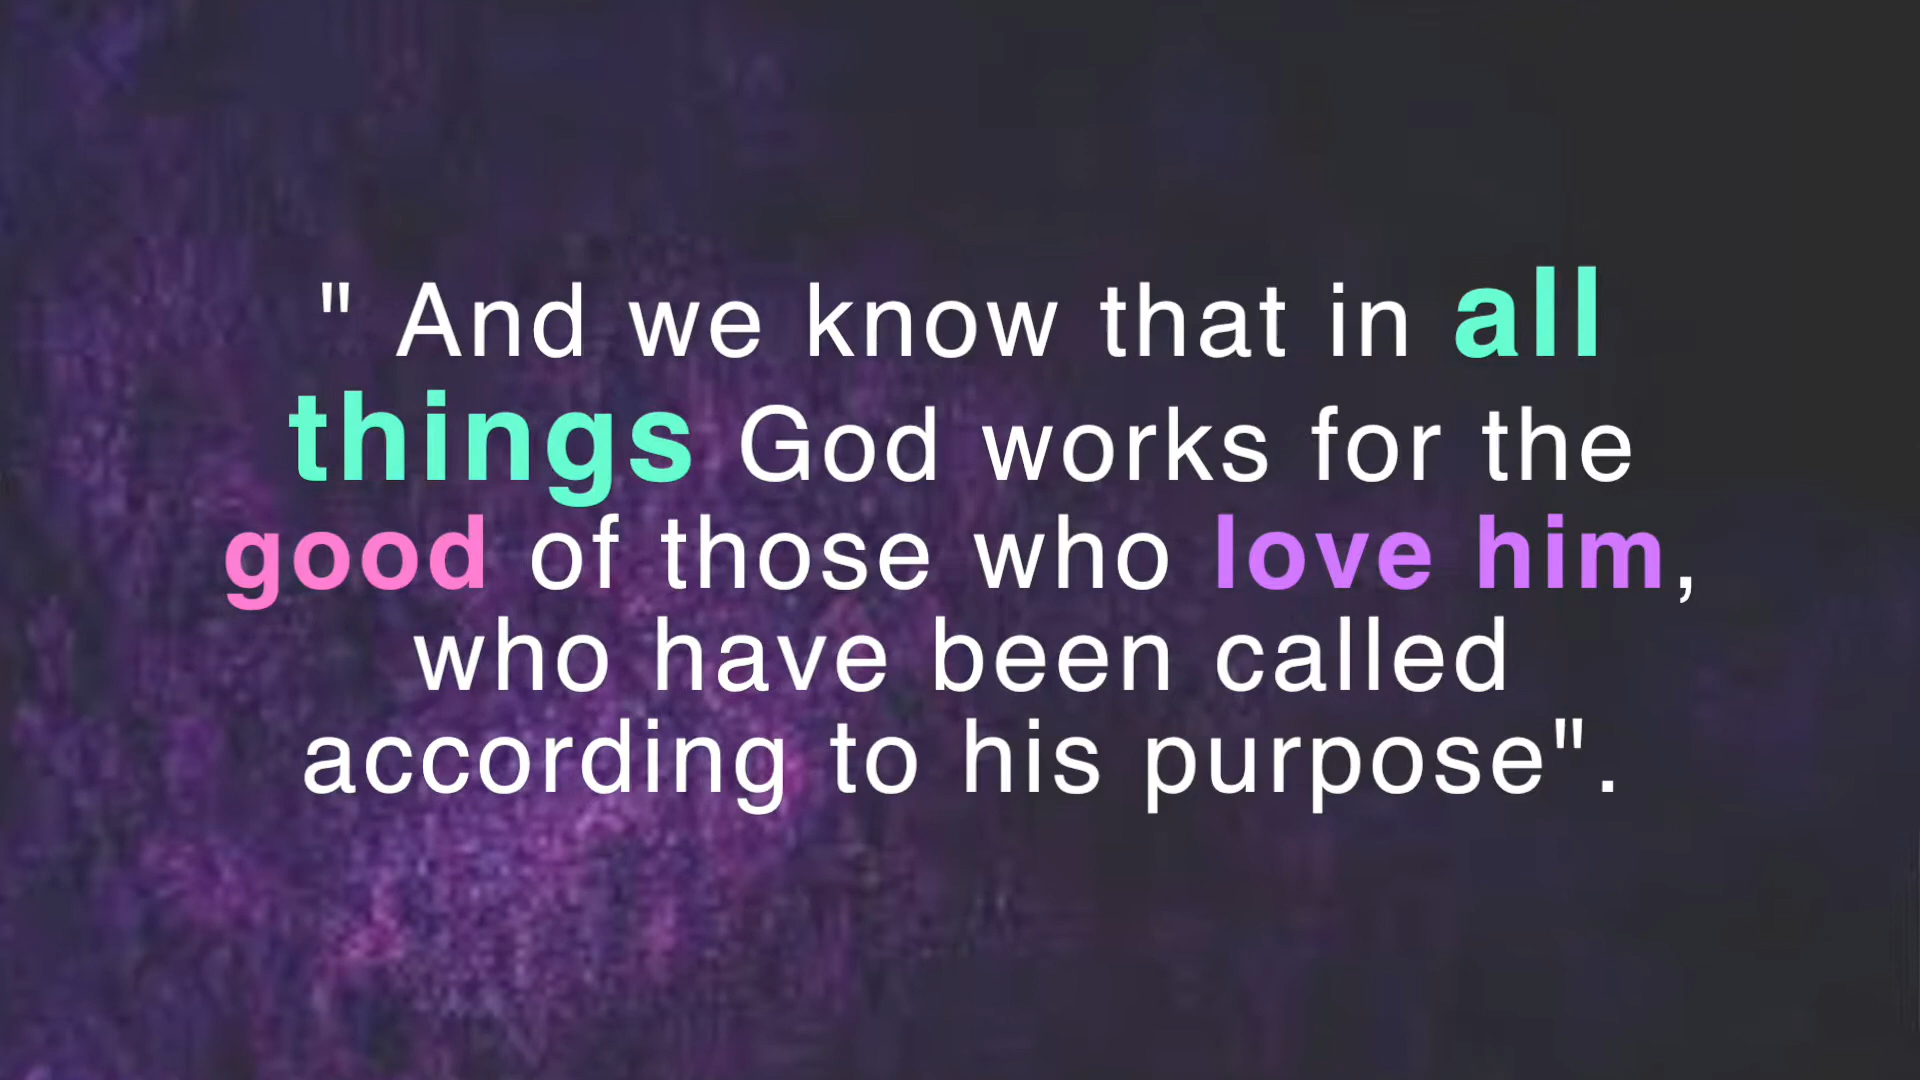 " And we know that in all
things God works for the
good of those who love him,
who have been called
according to his purpose".